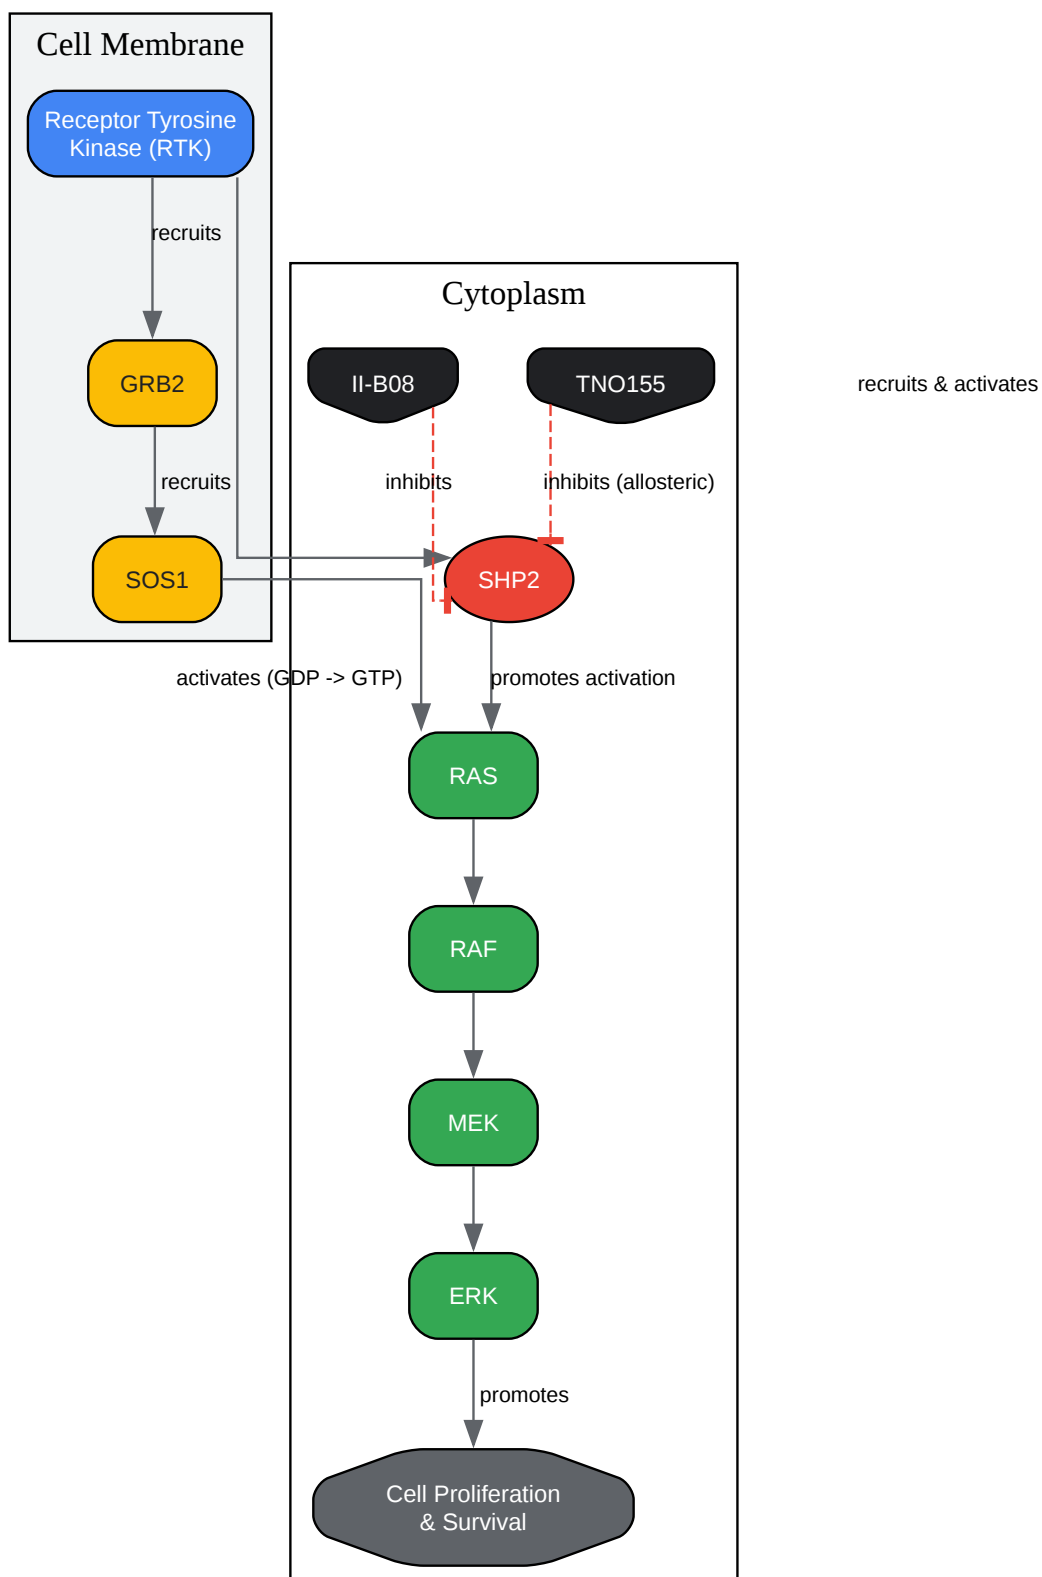 Cell Membrane
Receptor Tyrosine
Kinase (RTK)
recruits
Cytoplasm
GRB2
II-B08
TNO155
recruits & activates
recruits
inhibits
inhibits (allosteric)
SOS1
SHP2
activates (GDP -> GTP)
promotes activation
RAS
RAF
MEK
ERK
promotes
Cell Proliferation
& Survival